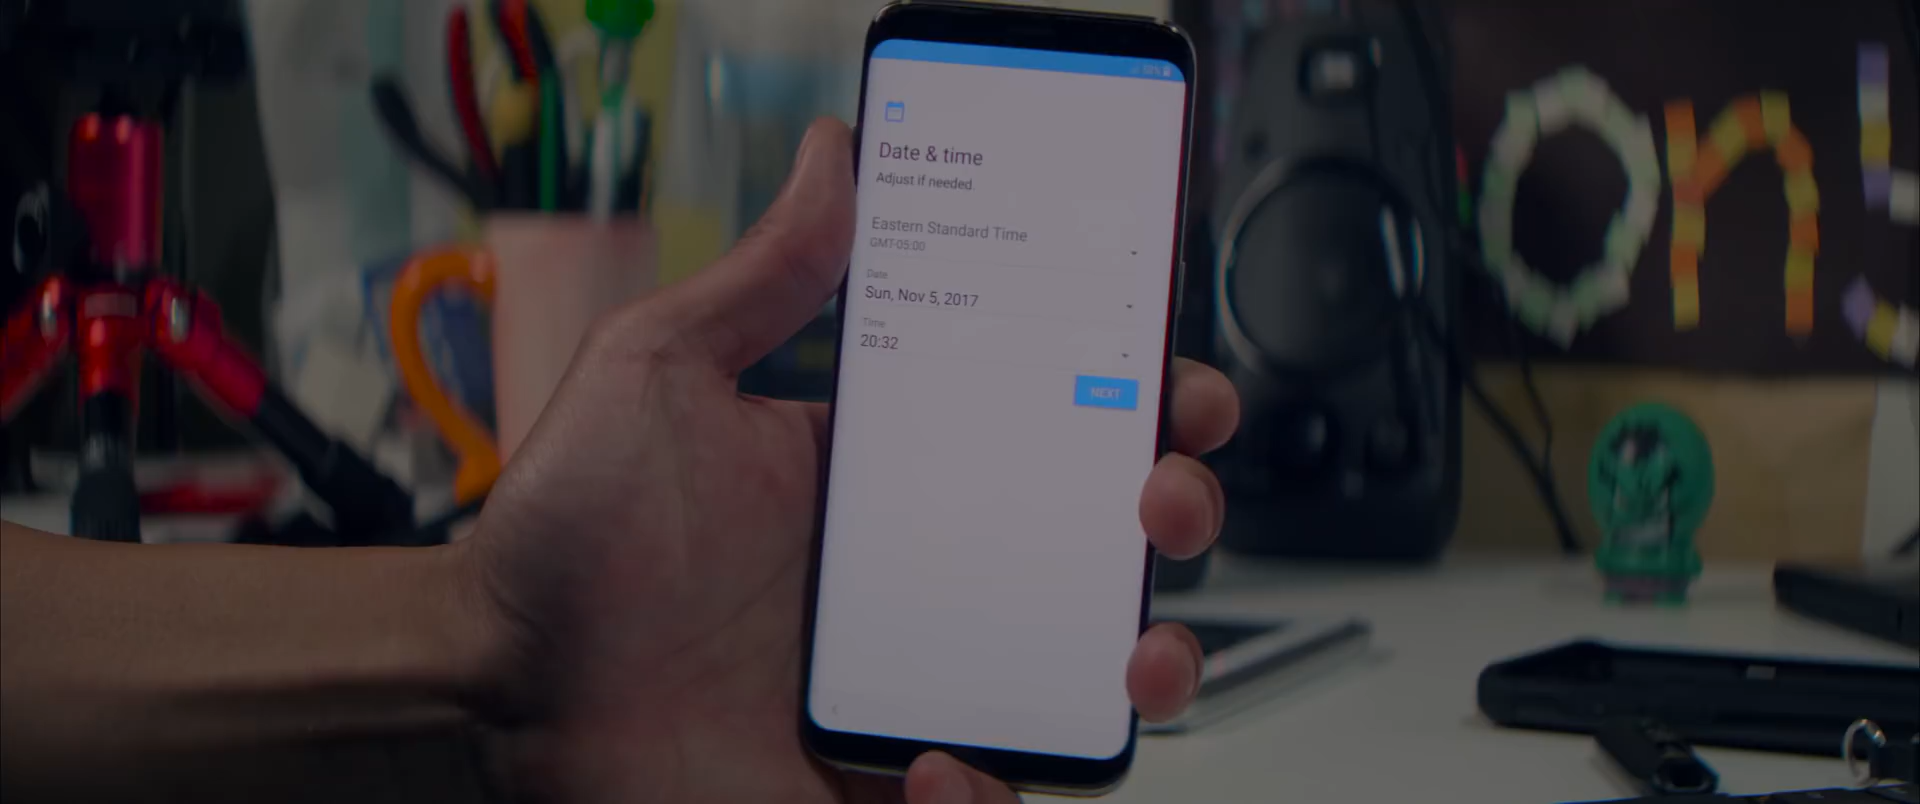 Date & time
Adjust if needed.
Eastern Standard Time
GMT-05:00
Date
Sun, Nov 5, 2017
Time
20:32
NEXT
on